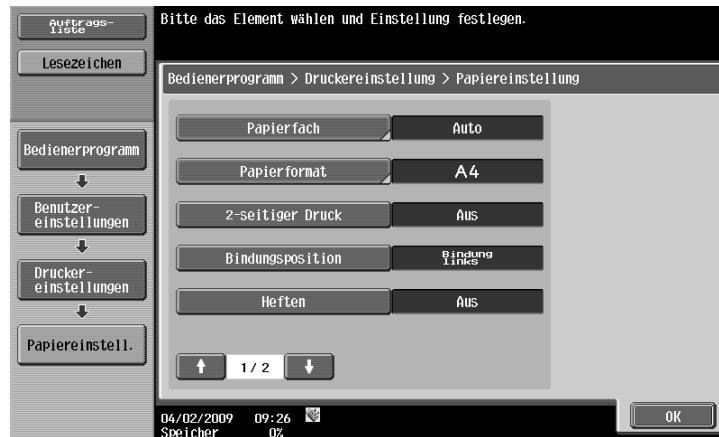 Auftrags-
liste
Lesezeichen
Bitte das Element wählen und Einstellung festlegen.
Bedienerprogramm > Druckereinstellung > Papiereinstellung
Bedienerprogramm
Benutzer-
einstellungen
Drucker-
einstellungen
Papiereinstell.
Papierfach Auto
Papierformat A4
2-seitiger Druck Aus
Bindungsposition Bindung
links
Heften Aus
1/ 2
04/02/2009 09:26
Speicher 0%
OK